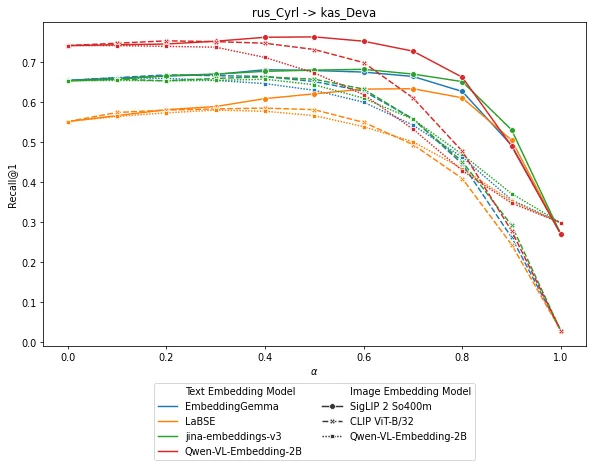 rus_Cyrl -> kas_Deva
Recall@1
0.7
0.6
0.5
0.4
0.3
0.2
0.1
0.0
0.0 0.2 0.4 0.6 0.8 1.0
α
Text Embedding Model Image Embedding Model
EmbeddingGemma SigLIP 2 So400m
LaBSE CLIP ViT-B/32
jina-embeddings-v3 Qwen-VL-Embedding-2B
Qwen-VL-Embedding-2B